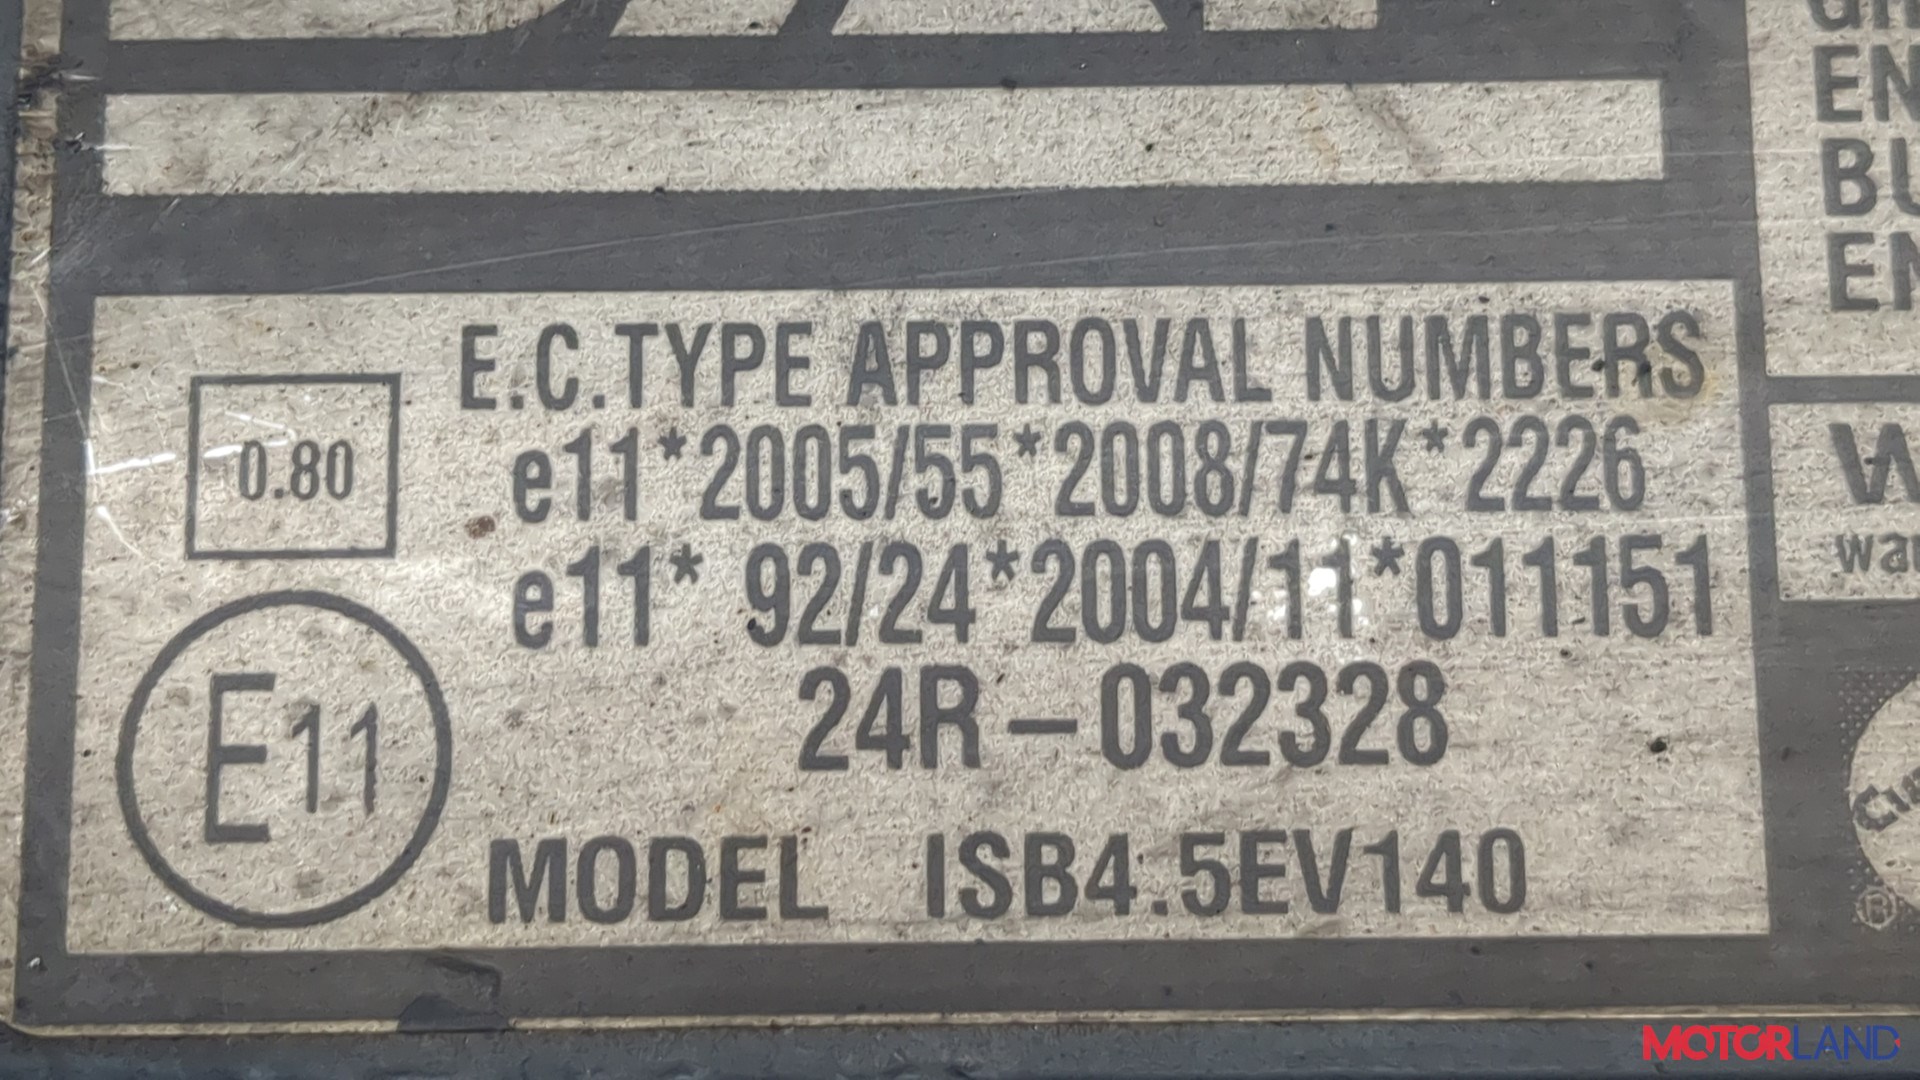 E.C.TYPE APPROVAL NUMBERS
0.80
e11*2005/55*2008/74K*2226
e11* 92/24*2004/11*011151
24R-032328
E11
MODEL ISB4.5EV140
®
MOTORLAND